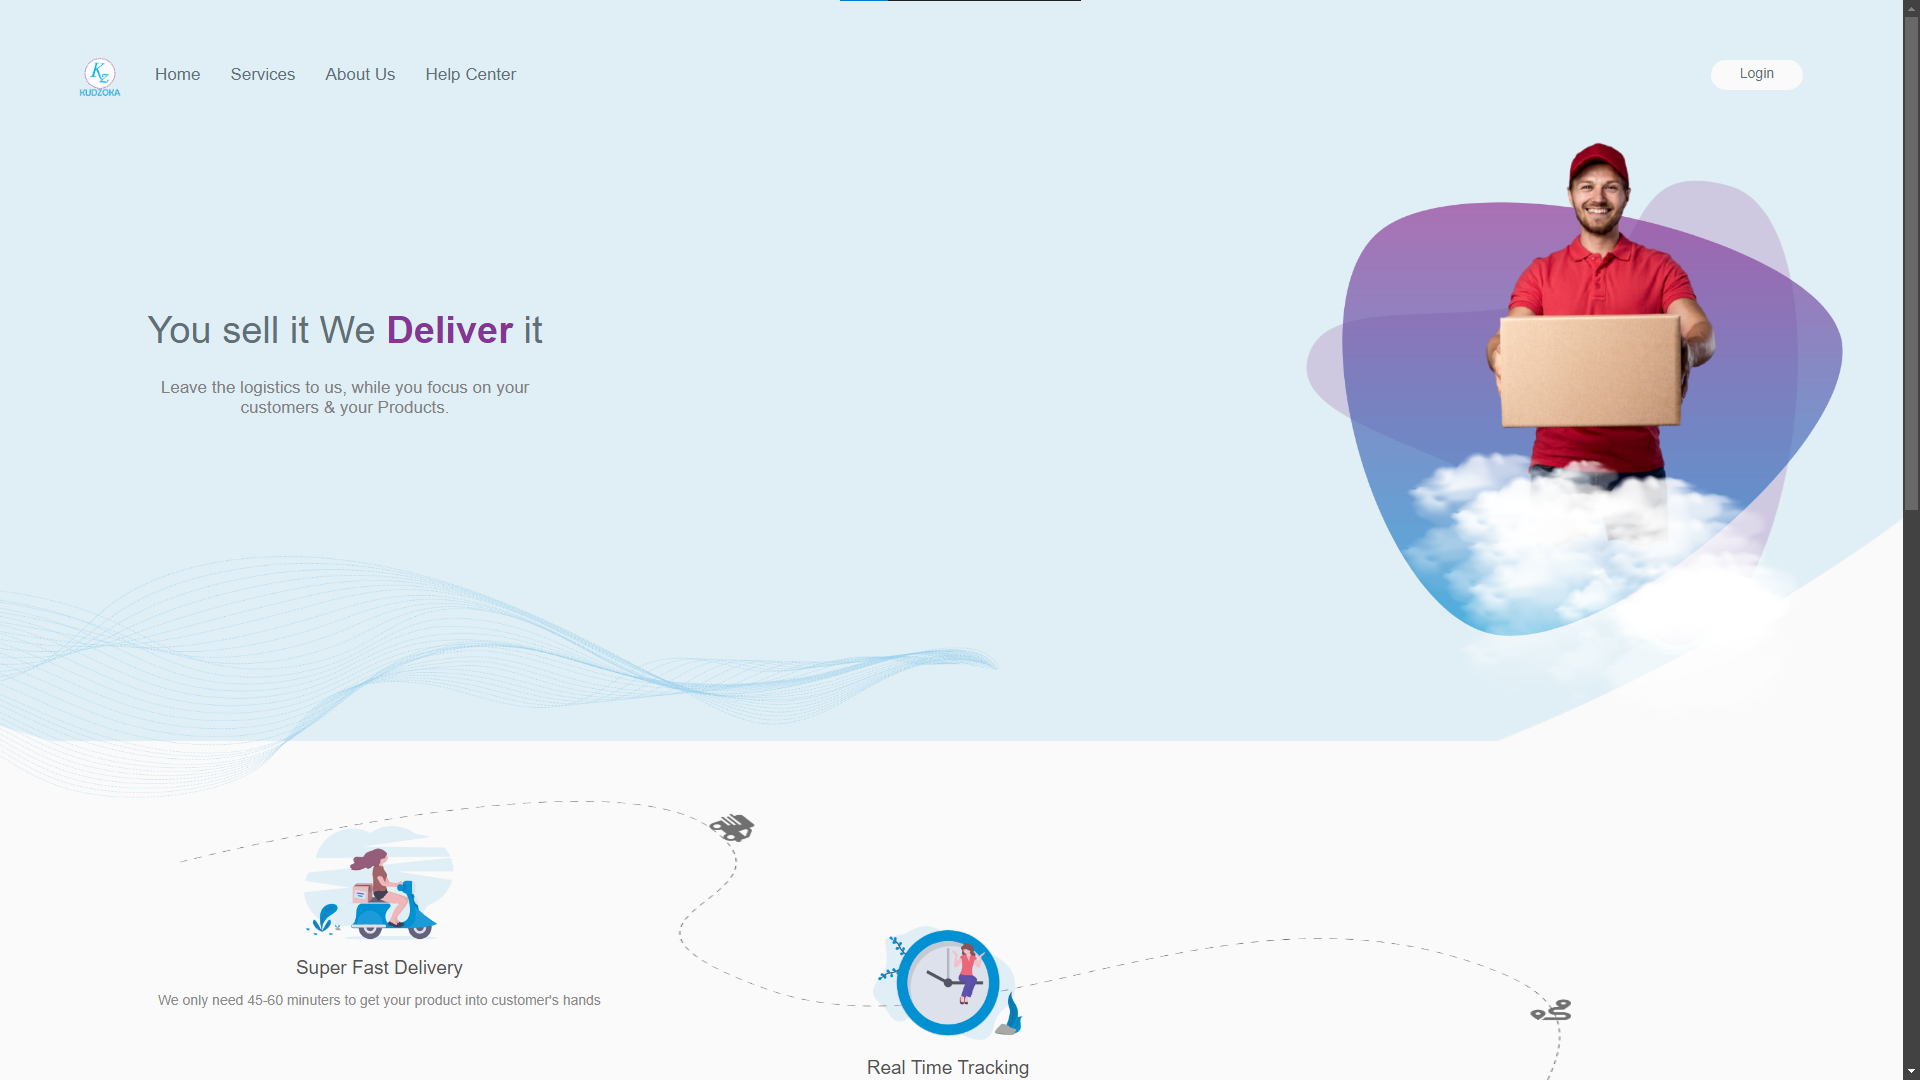 KZ
KUDZOKA
Home
Services
About Us
Help Center
Login
You sell it We Deliver it
Leave the logistics to us, while you focus on your
customers & your Products.
Super Fast Delivery
We only need 45-60 minuters to get your product into customer's hands
Real Time Tracking